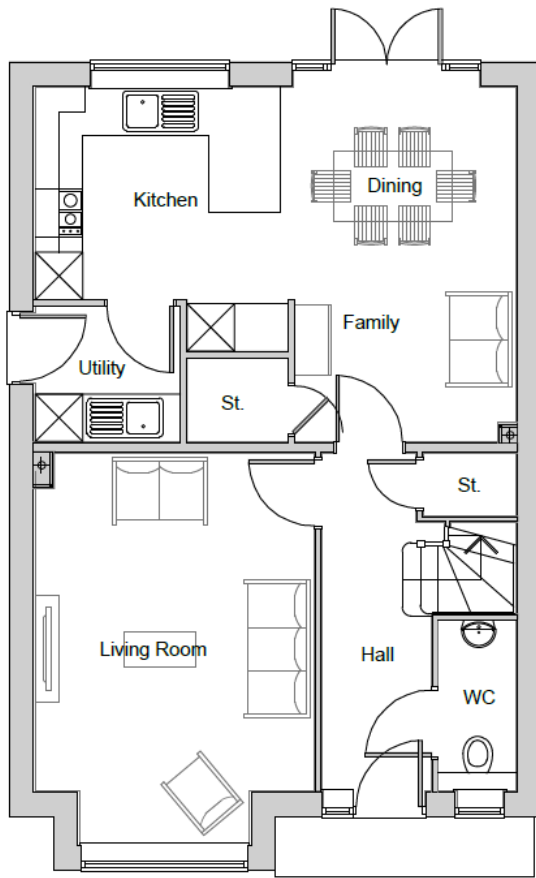 Kitchen
Dining
Family
Utility
St.
St.
Living Room
Hall
WC